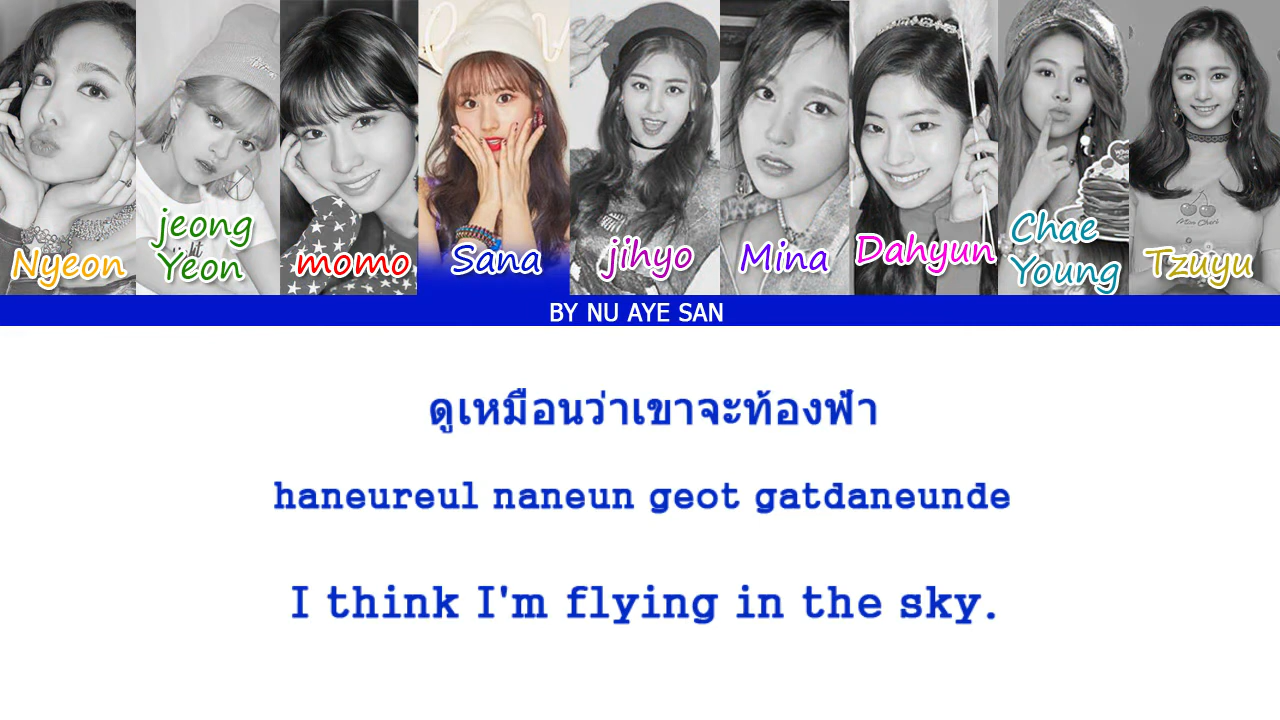 Nyeon
jeong
Yeon
momo
Sana
jihyo
Mina
Dahyun
Chae
Young
Tzuyu
BY NU AYE SAN
ดูเหมือนว่าเขาจะท้องฟ้า
haneureul naneun geot gatdaneunde
I think I'm flying in the sky.